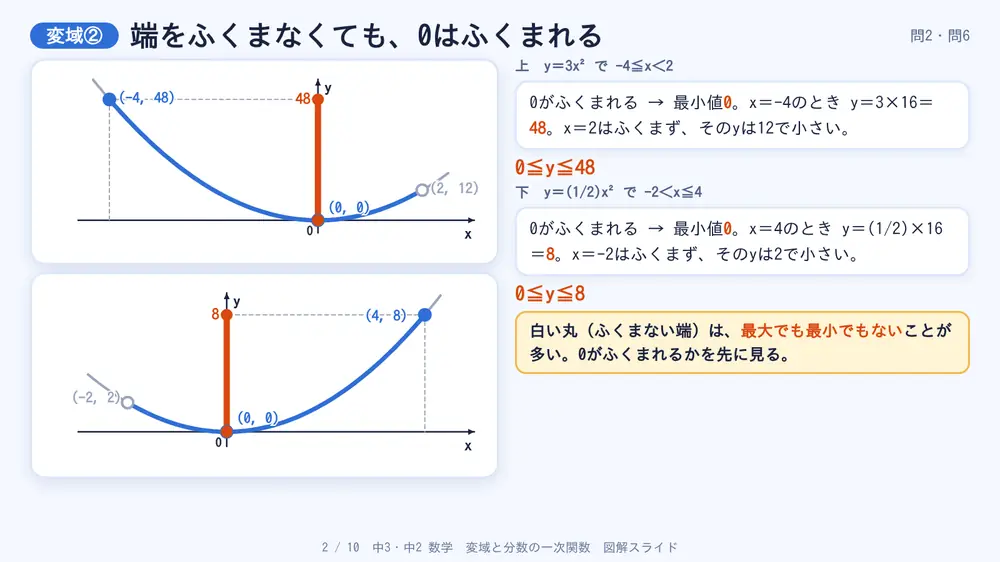 変域② 端をふくまなくても、0はふくまれる 問2・問6
(-4, 48)
48
y
(2, 12)
(0, 0)
0
x
8
y
(4, 8)
(-2, 2)
(0, 0)
0
x
上 y＝3x² で -4≦x＜2
0がふくまれる → 最小値0。x＝-4のとき y＝3×16＝
48。x＝2はふくまず、そのyは12で小さい。
0≦y≦48
下 y＝(1/2)x² で -2＜x≦4
0がふくまれる → 最小値0。x＝4のとき y＝(1/2)×16
＝8。x＝-2はふくまず、そのyは2で小さい。
0≦y≦8
白い丸（ふくまない端）は、最大でも最小でもないことが
多い。0がふくまれるかを先に見る。
2 / 10 中3・中2 数学 変域と分数の一次関数 図解スライド